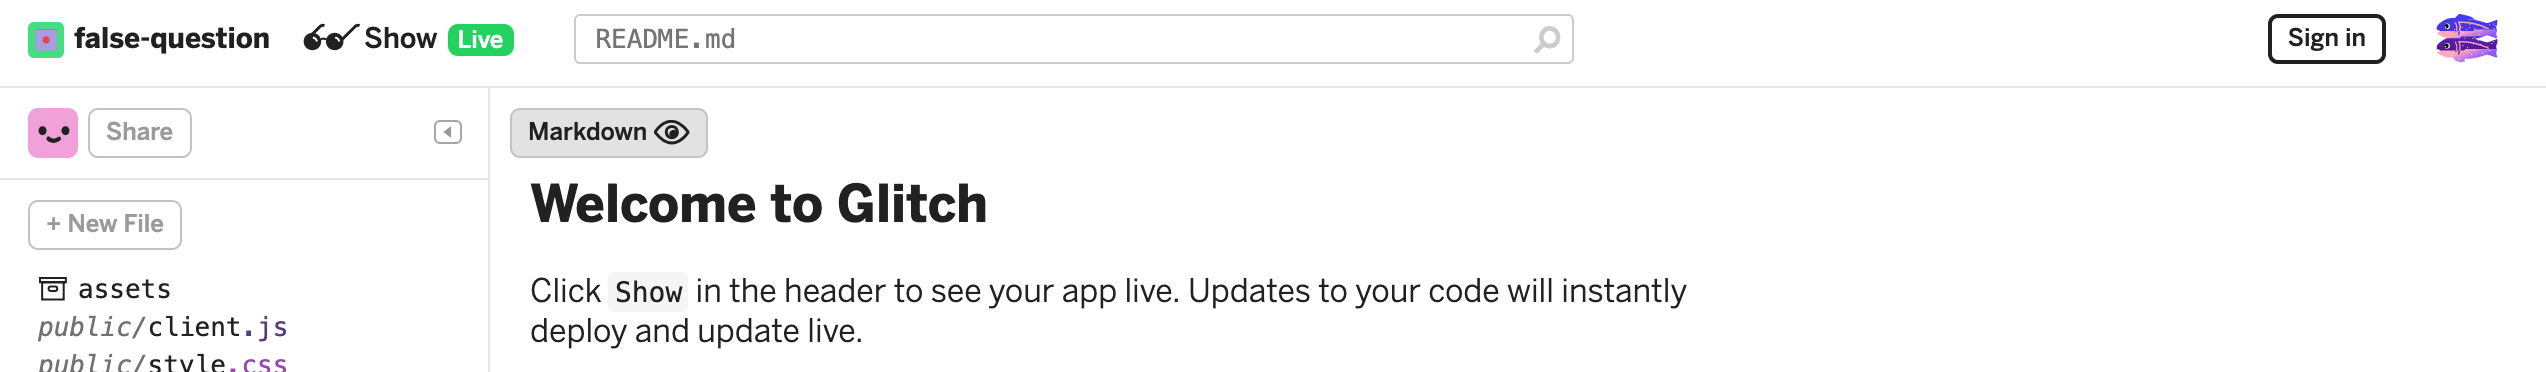 false-question Show Live README.md Sign in
Share
Markdown
+ New File
Welcome to Glitch
assets
public/client.js
public/style.css
Click Show in the header to see your app live. Updates to your code will instantly
deploy and update live.